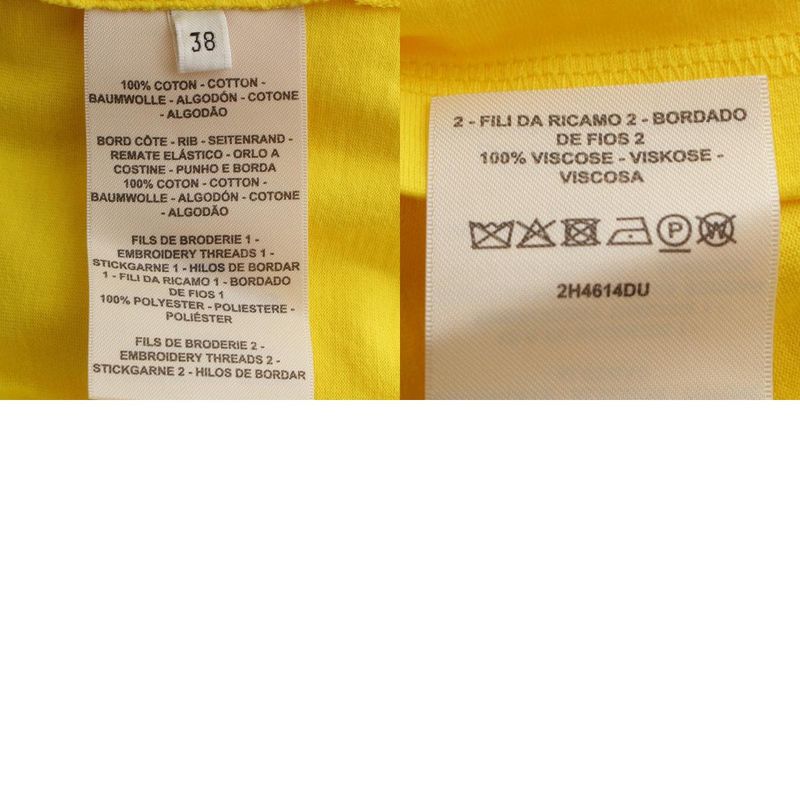 38
100% COTON - COTTON -
BAUMWOLLE - ALGODÓN - COTONE
- ALGODÃO
BORD CÔTE - RIB - SEITENRAND -
REMATE ELÁSTICO - ORLO A
COSTINE - PUNHO E BORDA
100% COTON - COTTON -
BAUMWOLLE - ALGODÓN - COTONE
- ALGODÃO
FILS DE BRODERIE 1 -
EMBROIDERY THREADS 1 -
STICKGARNE 1 - HILOS DE BORDAR
1 - FILI DA RICAMO 1 - BORDADO
DE FIOS 1
100% POLYESTER - POLIESTERE -
POLIÉSTER
FILS DE BRODERIE 2 -
EMBROIDERY THREADS 2 -
STICKGARNE 2 - HILOS DE BORDAR
2 - FILI DA RICAMO 2 - BORDADO
DE FIOS 2
100% VISCOSE - VISKOSE -
VISCOSA
P W
2H4614DU